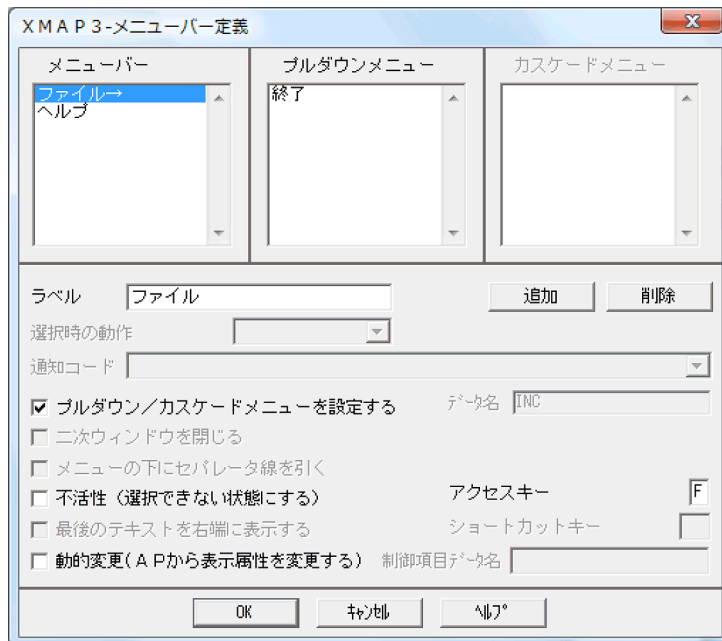 XMAP3-メニューバー定義
メニューバー プルダウンメニュー カスケードメニュー
ファイル→ 終了
ヘルプ
ラベル ファイル 追加 削除
選択時の動作
通知コード
プルダウン／カスケードメニューを設定する データ名 INC
二次ウィンドウを閉じる
メニューの下にセパレータ線を引く
不活性（選択できない状態にする） アクセスキー F
最後のテキストを右端に表示する ショートカットキー
動的変更(APから表示属性を変更する) 制御項目データ名
OK キャンセル ヘルプ